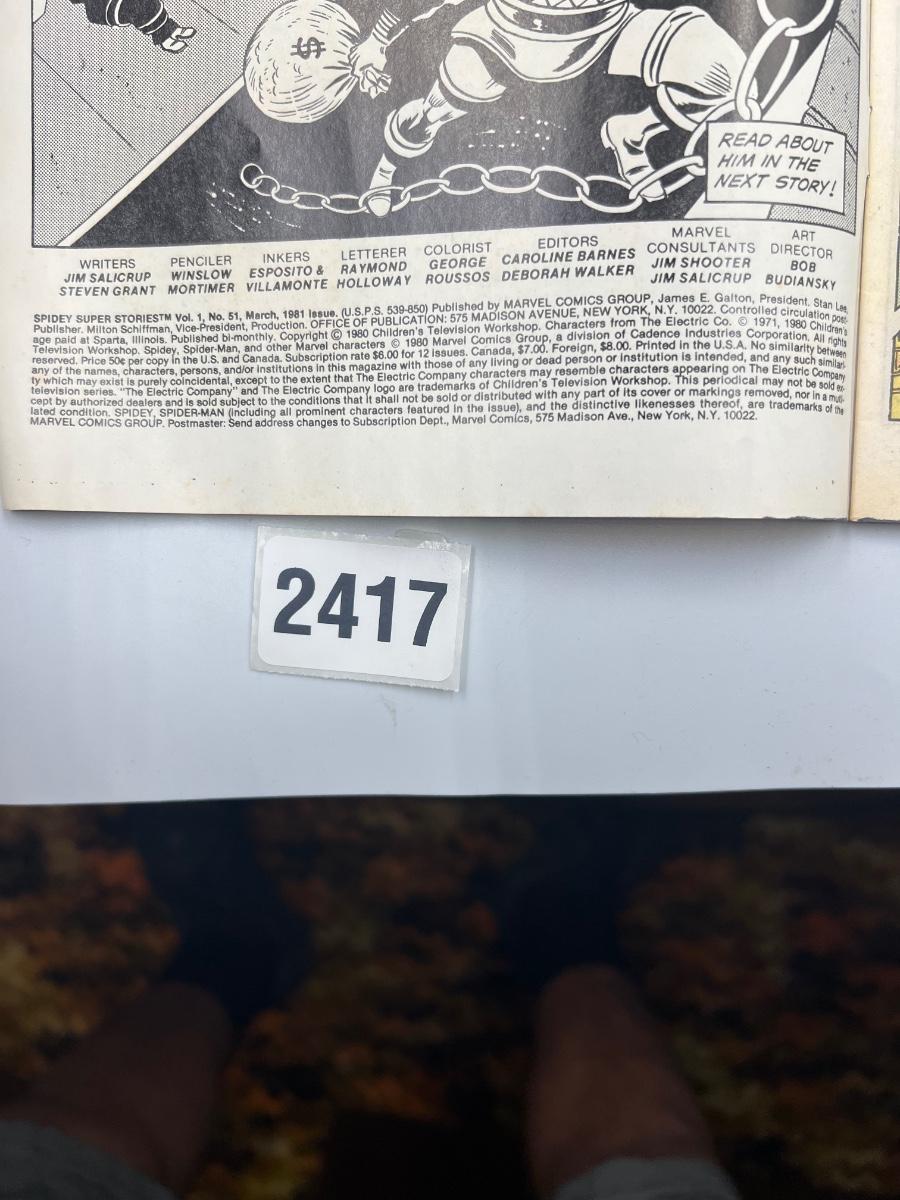 $
READ ABOUT
HIM IN THE
NEXT STORY!
WRITERS
JIM SALICRUP
STEVEN GRANT
PENCILER
WINSLOW
MORTIMER
INKERS
ESPOSITO &
VILLAMONTE
LETTERER
RAYMOND
HOLLOWAY
COLORIST
GEORGE
ROUSSOS
EDITORS
CAROLINE BARNES
DEBORAH WALKER
MARVEL
CONSULTANTS
JIM SHOOTER
JIM SALICRUP
ART
DIRECTOR
BOB
BUDIANSKY
SPIDEY SUPER STORIES™ Vol. 1, No. 51, March, 1981 Issue. (U.S.P.S. 539-850) Published by MARVEL COMICS GROUP, James E. Galton, President. Stan Lee,
Publisher. Milton Schiffman, Vice-President, Production. OFFICE OF PUBLICATION: 575 MADISON AVENUE, NEW YORK, N.Y. 10022. Controlled circulation post-
age paid at Sparta, Illinois. Published bi-monthly. Copyright © 1980 Children's Television Workshop. Characters from The Electric Co. © 1971, 1980 Children's
Television Workshop. Spidey, Spider-Man, and other Marvel characters © 1980 Marvel Comics Group, a division of Cadence Industries Corporation. All rights
reserved. Price 50¢ per copy in the U.S. and Canada. Subscription rate $6.00 for 12 issues. Canada, $7.00. Foreign, $8.00. Printed in the U.S.A. No similarity between
any of the names, characters, persons, and/or institutions in this magazine with those of any living or dead person or institution is intended, and any such similari-
ty which may exist is purely coincidental, except to the extent that The Electric Company characters may resemble characters appearing on The Electric Company
television series. "The Electric Company" and The Electric Company logo are trademarks of Children's Television Workshop. This periodical may not be sold ex-
cept by authorized dealers and is sold subject to the conditions that it shall not be sold or distributed with any part of its cover or markings removed, nor in a muti-
lated condition. SPIDEY, SPIDER-MAN (including all prominent characters featured in the issue), and the distinctive likenesses thereof, are trademarks of the
MARVEL COMICS GROUP. Postmaster: Send address changes to Subscription Dept., Marvel Comics, 575 Madison Ave., New York, N.Y. 10022.
2417